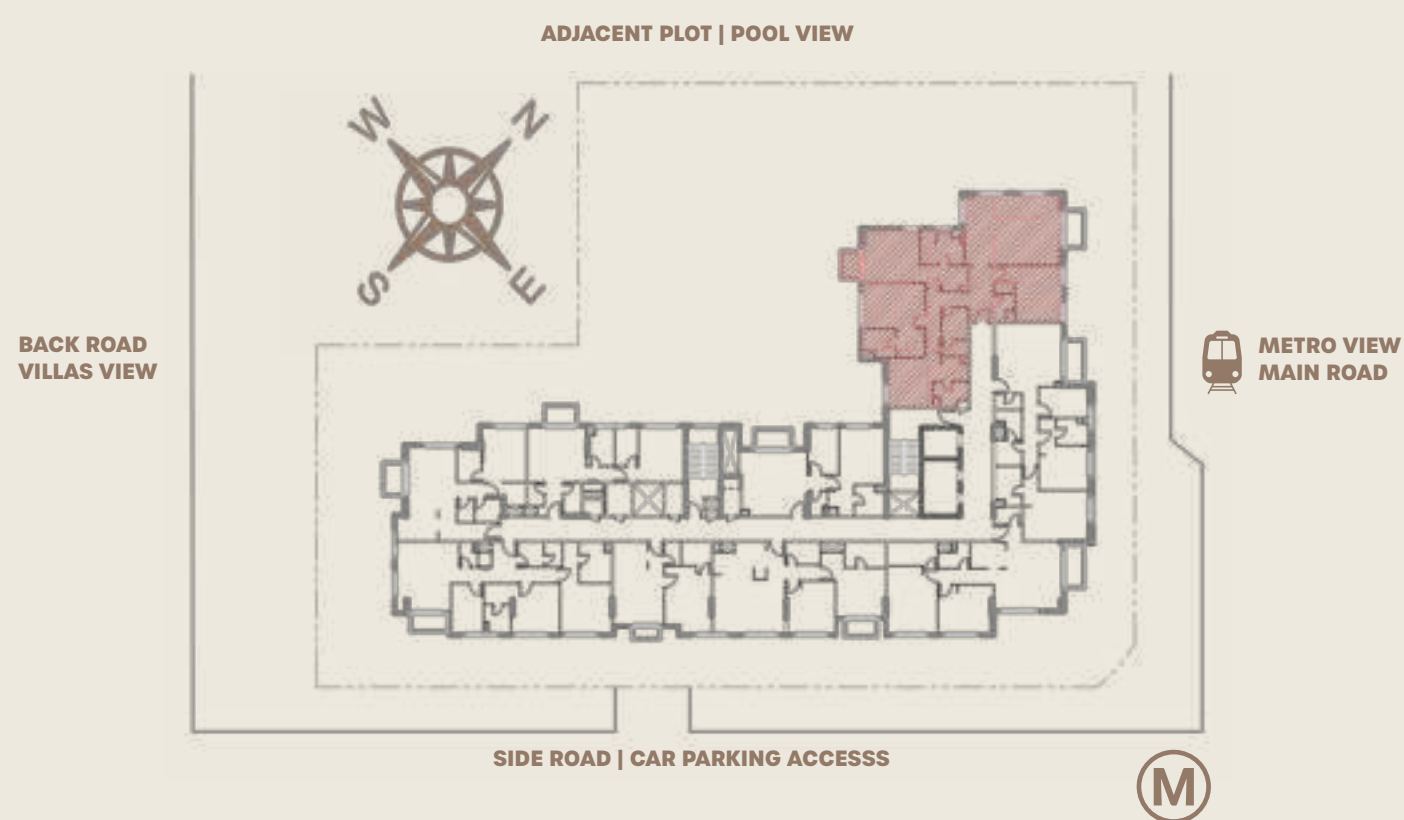 ADJACENT PLOT | POOL VIEW
W
N
S
E
BACK ROAD
VILLAS VIEW
METRO VIEW
MAIN ROAD
SIDE ROAD | CAR PARKING ACCESSS
M